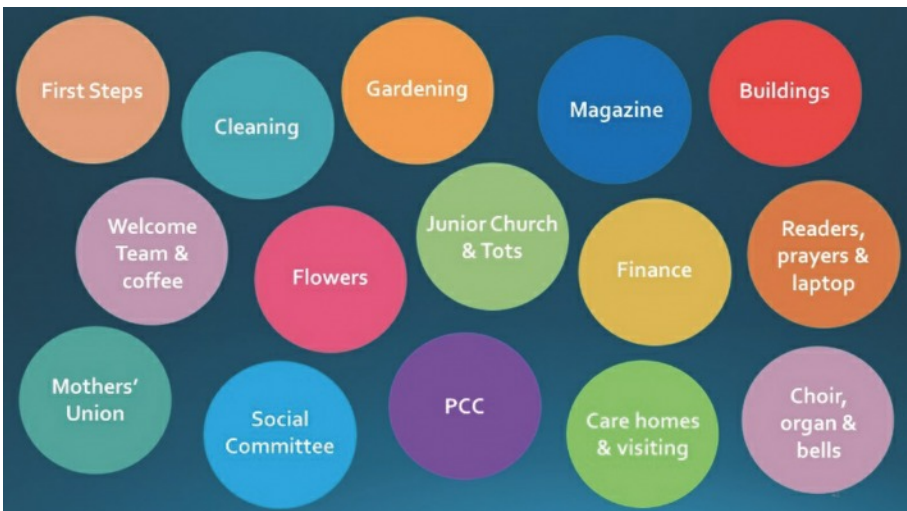 First Steps
Cleaning
Gardening
Magazine
Buildings
Welcome
Team &
coffee
Flowers
Junior Church
& Tots
Finance
Readers,
prayers &
laptop
Mothers’
Union
Social
Committee
PCC
Care homes
& visiting
Choir,
organ &
bells